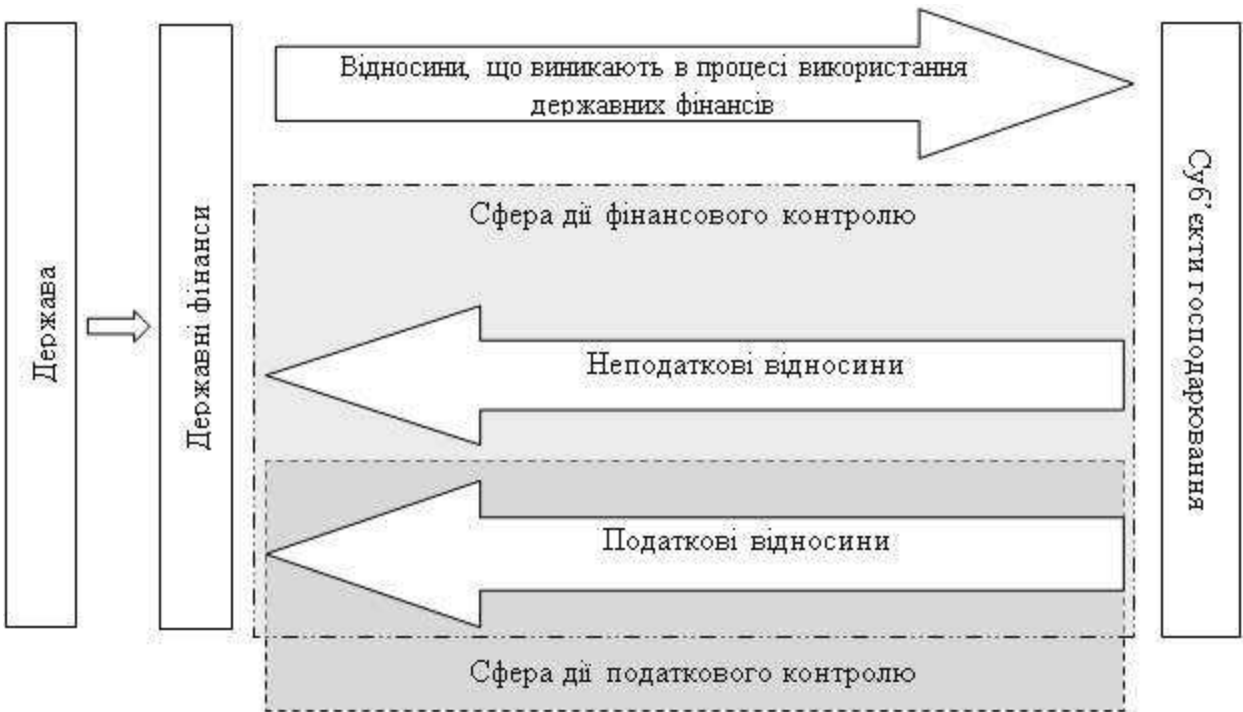 Держава
Державні фінанси
Відносини, що виникають в процесі використання
державних фінансів
Сфера дії фінансового контролю
Неподаткові відносини
Податкові відносини
Сфера дії податкового контролю
Суб’єкти господарювання